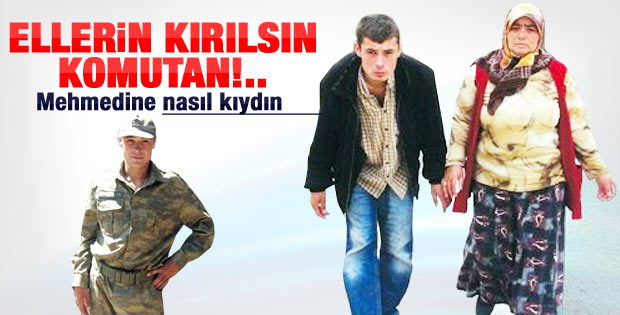 ELLERİN KIRILSIN
KOMUTAN!..
Mehmedine nasıl kıydın